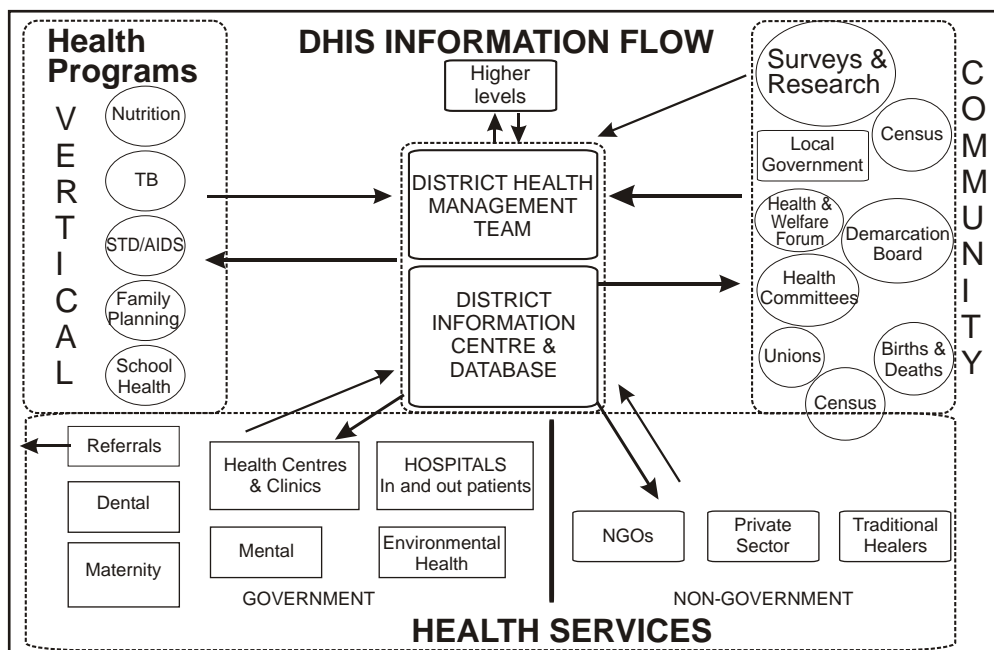 DHIS INFORMATION FLOW
Health
Programs
VERTICAL
Nutrition
TB
STD/AIDS
Family
Planning
School
Health
Higher
levels
DISTRICT HEALTH
MANAGEMENT
TEAM
DISTRICT
INFORMATION
CENTRE &
DATABASE
COMMUNITY
Surveys &
Research
Census
Local
Government
Health &
Welfare
Forum
Demarcation
Board
Health
Committees
Unions
Births &
Deaths
Census
Referrals
Dental
Maternity
Health Centres
& Clinics
HOSPITALS
In and out patients
Mental
Environmental
Health
GOVERNMENT
NGOs
Private
Sector
Traditional
Healers
NON-GOVERNMENT
HEALTH SERVICES